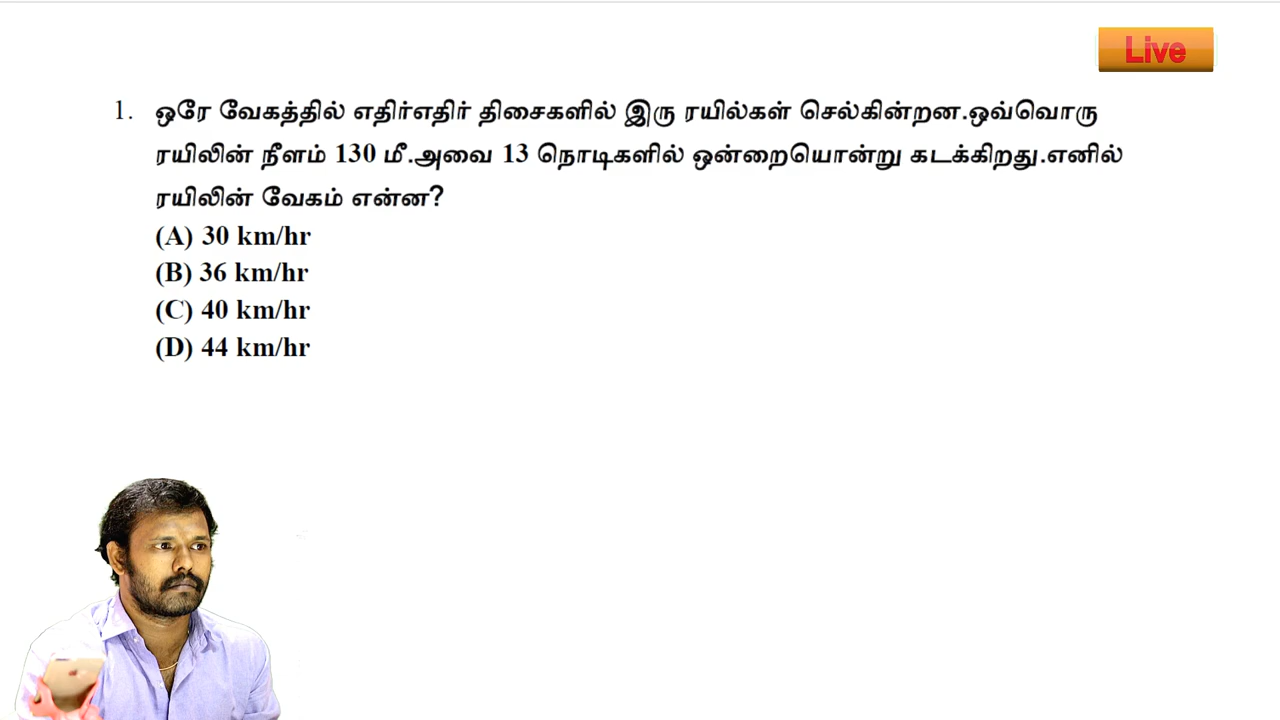 Live
1. ஒரே வேகத்தில் எதிர்எதிர் திசைகளில் இரு ரயில்கள் செல்கின்றன.ஒவ்வொரு
ரயிலின் நீளம் 130 மீ.அவை 13 நொடிகளில் ஒன்றையொன்று கடக்கிறது.எனில்
ரயிலின் வேகம் என்ன?
(A) 30 km/hr
(B) 36 km/hr
(C) 40 km/hr
(D) 44 km/hr